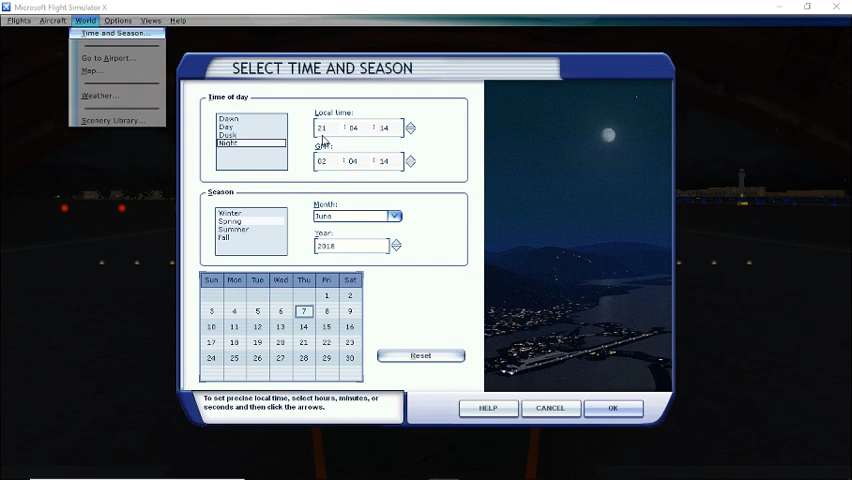 Microsoft Flight Simulator X
Flights Aircraft World Options Views Help
Time and Season...
Go to Airport...
Map...
Weather...
Scenery Library...
SELECT TIME AND SEASON
Time of day
Dawn
Day
Dusk
Night
Local time:
21 : 04 : 14
GMT:
02 : 04 : 14
Season
Winter
Spring
Summer
Fall
Month:
June
Year:
2018
Sun Mon Tue Wed Thu Fri Sat
1 2
3 4 5 6 7 8 9
10 11 12 13 14 15 16
17 18 19 20 21 22 23
24 25 26 27 28 29 30
Reset
To set precise local time, select hours, minutes, or
seconds and then click the arrows.
HELP CANCEL OK